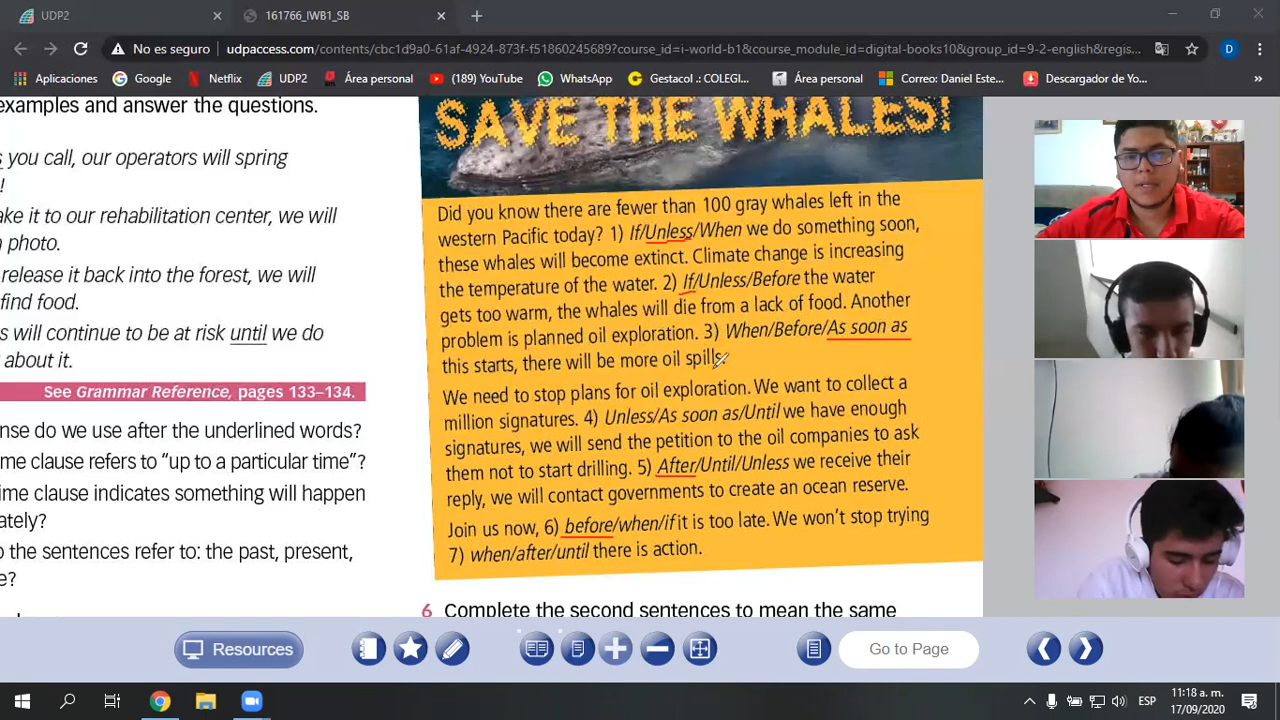 UDP2
161766_IWB1_SB
No es seguro
udpaccess.com/contents/cbc1d9a0-61af-4924-873f-f51860245689?course_id=i-world-b1&course_module_id=digital-books10&group_id=9-2-english&regis...
D
Aplicaciones
Google
Netflix
UDP2
Área personal
(189) YouTube
WhatsApp
Gestacol .: COLEGI...
Área personal
Correo: Daniel Este...
Descargador de Yo...
»
examples and answer the questions.
you call, our operators will spring
!
ake it to our rehabilitation center, we will
photo.
release it back into the forest, we will
find food.
s will continue to be at risk until we do
about it.
See Grammar Reference, pages 133–134.
nse do we use after the underlined words?
me clause refers to “up to a particular time”?
ime clause indicates something will happen
ately?
o the sentences refer to: the past, present,
e?
SAVE THE WHALES!
Did you know there are fewer than 100 gray whales left in the
western Pacific today? 1) If/Unless/When we do something soon,
these whales will become extinct. Climate change is increasing
the temperature of the water. 2) If/Unless/Before the water
gets too warm, the whales will die from a lack of food. Another
problem is planned oil exploration. 3) When/Before/As soon as
this starts, there will be more oil spills.
We need to stop plans for oil exploration. We want to collect a
million signatures. 4) Unless/As soon as/Until we have enough
signatures, we will send the petition to the oil companies to ask
them not to start drilling. 5) After/Until/Unless we receive their
reply, we will contact governments to create an ocean reserve.
Join us now, 6) before/when/if it is too late. We won’t stop trying
7) when/after/until there is action.
6 Complete the second sentences to mean the same
Resources
Go to Page
ESP
11:18 a. m.
17/09/2020